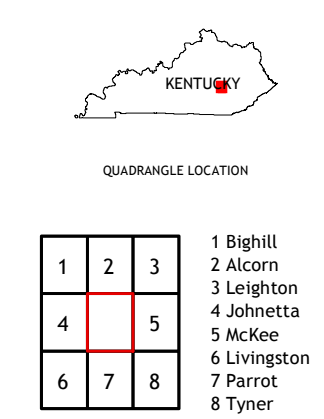 KENTUCKY
QUADRANGLE LOCATION
1 2 3
4 5
6 7 8
1 Bighill
2 Alcorn
3 Leighton
4 Johnetta
5 McKee
6 Livingston
7 Parrot
8 Tyner